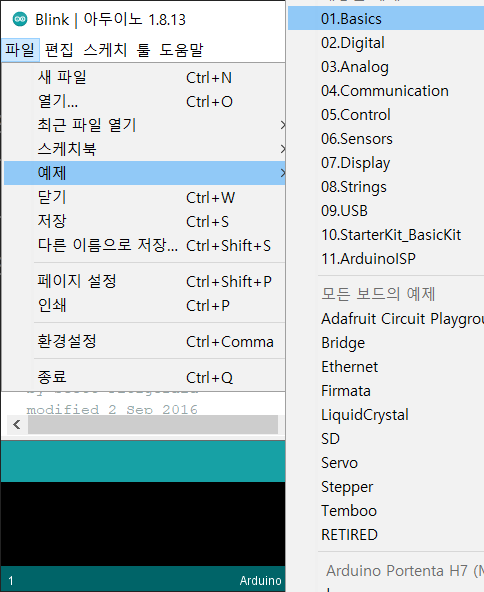 Blink | 아두이노 1.8.13
파일 편집 스케치 툴 도움말
새 파일 Ctrl+N
열기... Ctrl+O
최근 파일 열기
스케치북
예제
닫기 Ctrl+W
저장 Ctrl+S
다른 이름으로 저장... Ctrl+Shift+S
페이지 설정 Ctrl+Shift+P
인쇄 Ctrl+P
환경설정 Ctrl+Comma
종료 Ctrl+Q
modified 2 Sep 2016
1 Arduino
01.Basics
02.Digital
03.Analog
04.Communication
05.Control
06.Sensors
07.Display
08.Strings
09.USB
10.StarterKit_BasicKit
11.ArduinoISP
모든 보드의 예제
Adafruit Circuit Playgrou
Bridge
Ethernet
Firmata
LiquidCrystal
SD
Servo
Stepper
Temboo
RETIRED
Arduino Portenta H7 (M